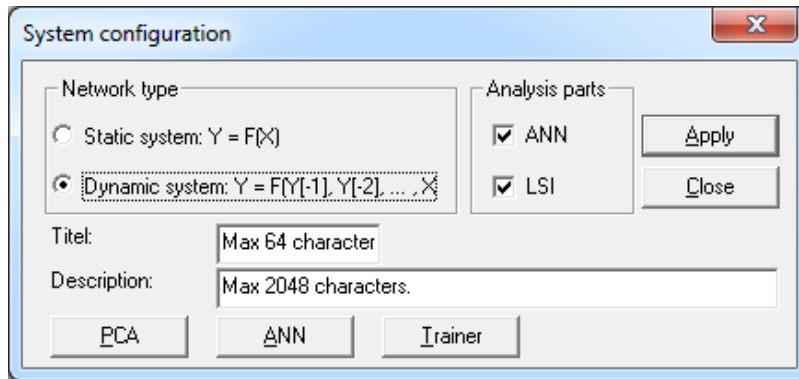 System configuration
Network type
Static system: Y = F(X)
Dynamic system: Y = F(Y[-1], Y[-2], ... , X
Analysis parts
ANN
LSI
Apply
Close
Titel:
Max 64 character
Description:
Max 2048 characters.
PCA
ANN
Trainer